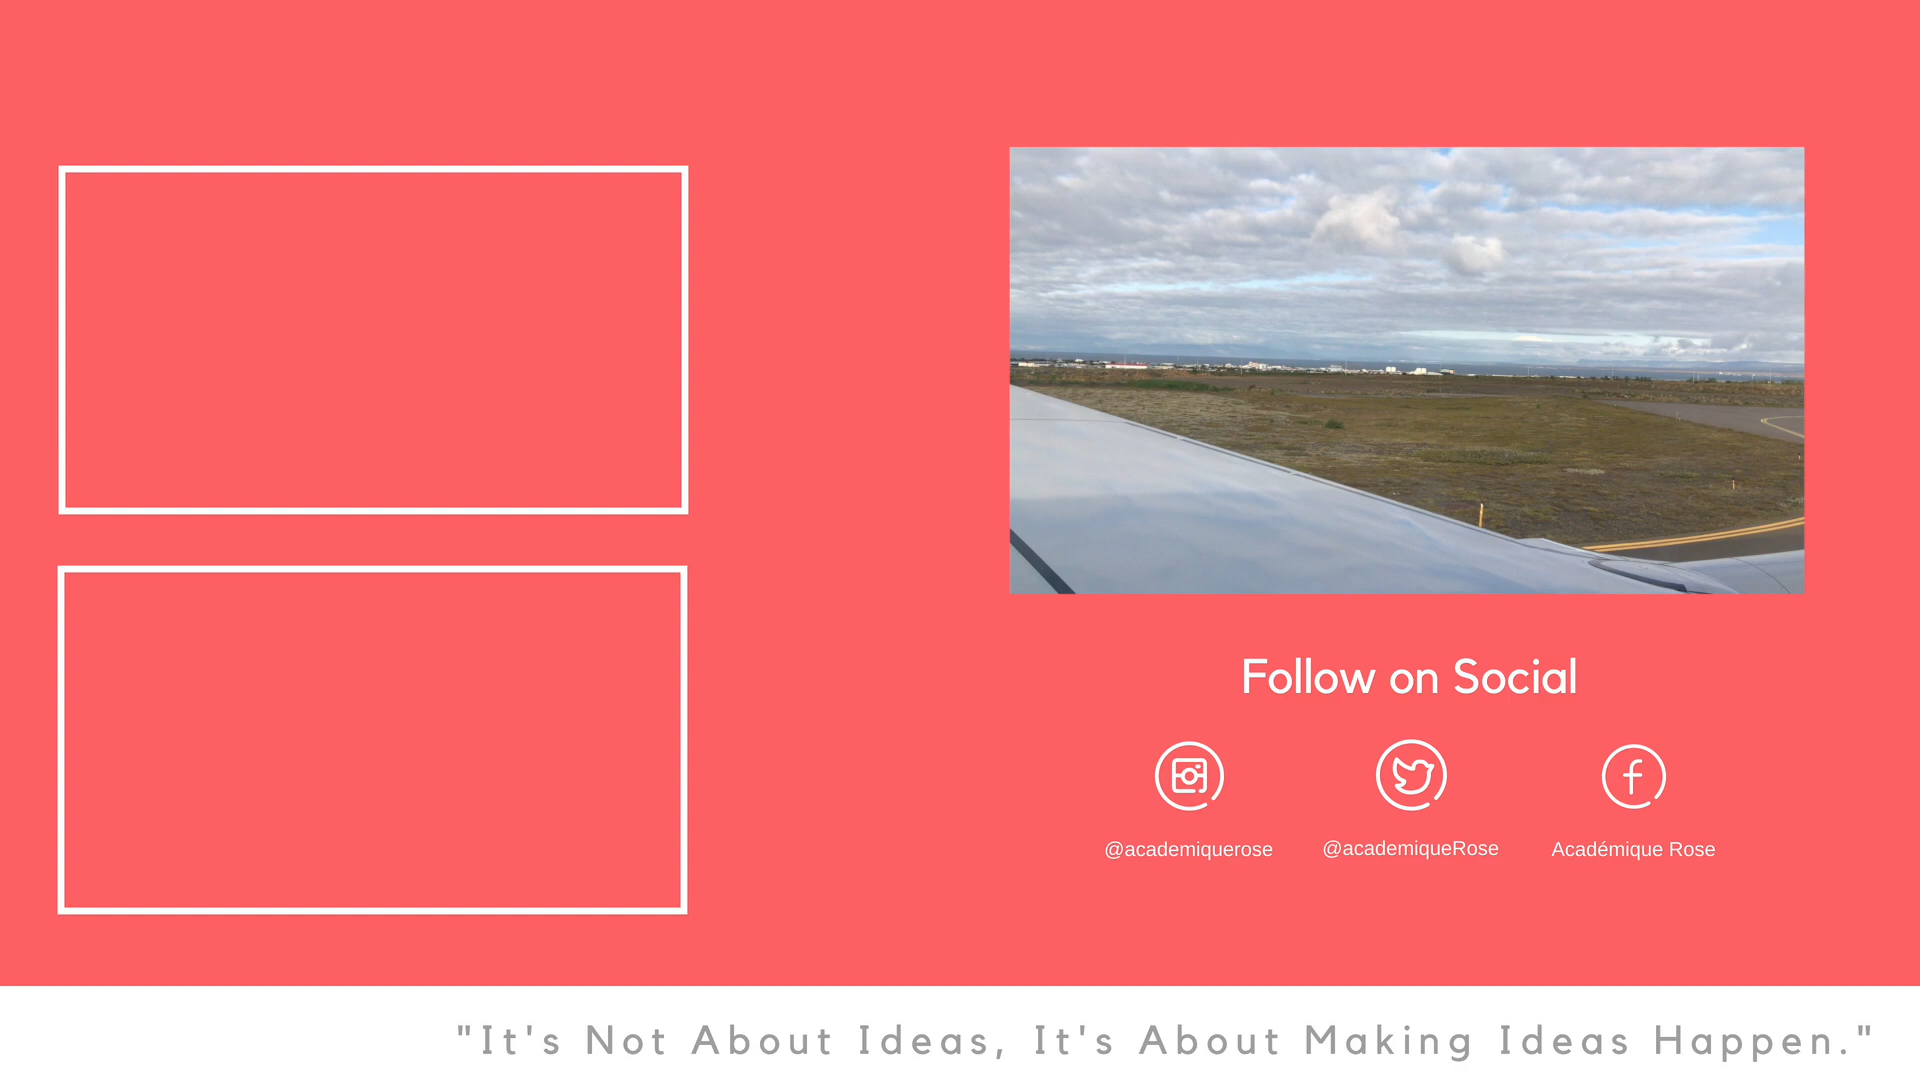 Follow on Social
@academiquerose @academiqueRose Académique Rose
"It's Not About Ideas, It's About Making Ideas Happen."